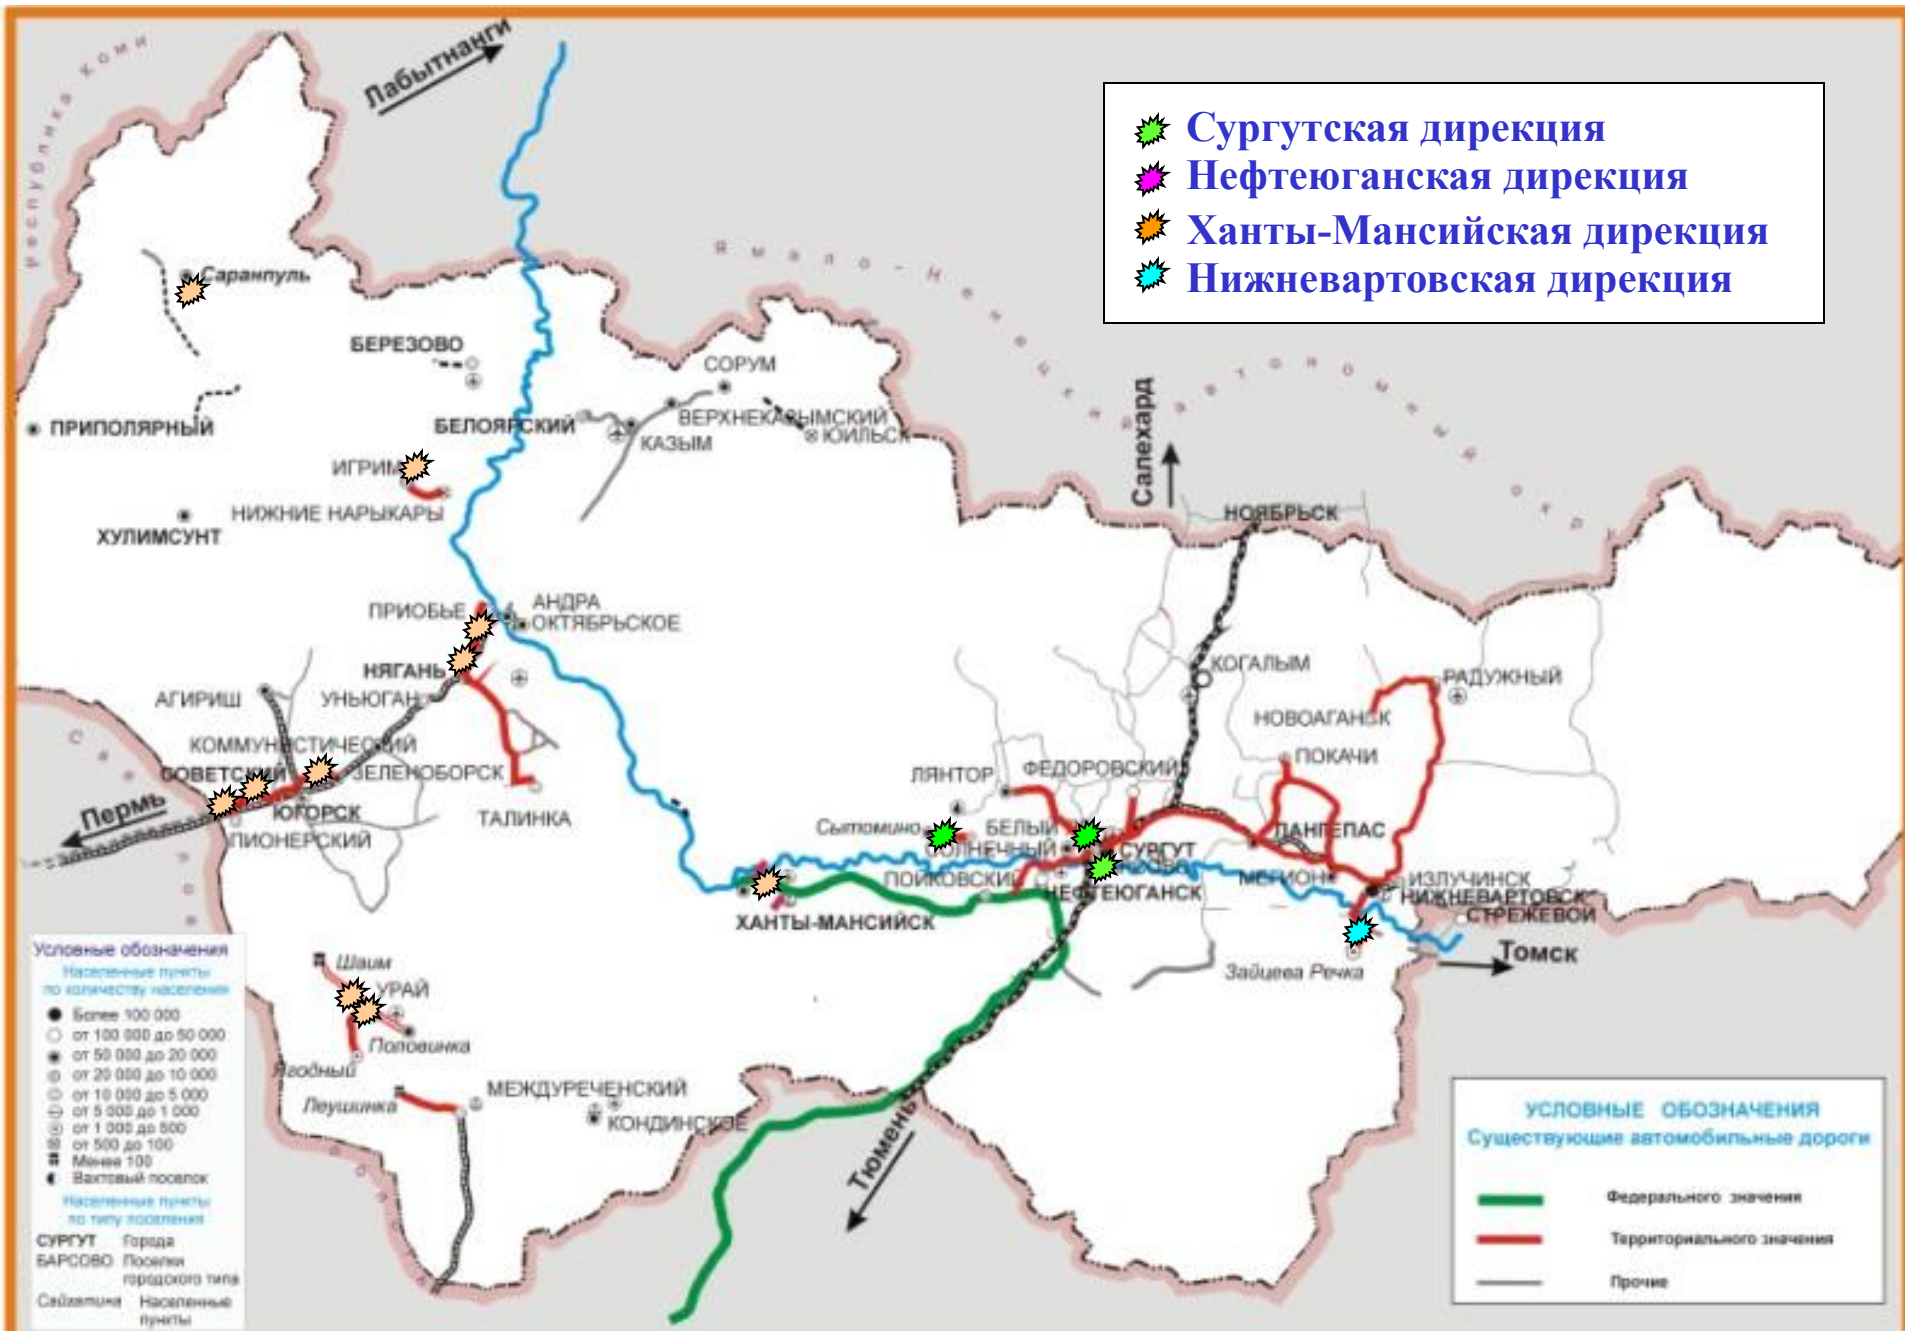 республика Коми
Лабытнанги
Ямало-Ненецкий автономный окру
Сургутская дирекция
Нефтеюганская дирекция
Ханты-Мансийская дирекция
Нижневартовская дирекция
Саранпуль
БЕРЕЗОВО
СОРУМ
ПРИПОЛЯРНЫЙ
БЕЛОЯРСКИЙ
ВЕРХНЕКАЗЫМСКИЙ
ЮИЛЬСК
КАЗЫМ
Салехард
ИГРИМ
НИЖНИЕ НАРЫКАРЫ
ХУЛИМСУНТ
НОЯБРЬСК
ПРИОБЬЕ
АНДРА
ОКТЯБРЬСКОЕ
НЯГАНЬ
КОГАЛЫМ
РАДУЖНЫЙ
АГИРИШ
УНЬЮГАН
НОВОАГАНСК
КОММУНИСТИЧЕСКИЙ
ПОКАЧИ
СОВЕТСКИЙ
ЗЕЛЕНОБОРСК
ЛЯНТОР
ФЕДОРОВСКИЙ
Пермь
ЮГОРСК
ТАЛИНКА
ПИОНЕРСКИЙ
Сытомино
БЕЛЫЙ
ЛАНГЕПАС
СОЛНЕЧНЫЙ
СУРГУТ
ПОЙКОВСКИЙ
НЕФТЕЮГАНСК
МЕГИОН
ИЗЛУЧИНСК
НИЖНЕВАРТОВСК
СТРЕЖЕВОЙ
ХАНТЫ-МАНСИЙСК
Томск
Зайцева Речка
Шаим
УРАЙ
Половинка
Ягодный
Леушинка
МЕЖДУРЕЧЕНСКИЙ
КОНДИНСКОЕ
Тюмень
Условные обозначения
Населенные пункты
по количеству населения
Более 100 000
от 100 000 до 50 000
от 50 000 до 20 000
от 20 000 до 10 000
от 10 000 до 5 000
от 5 000 до 1 000
от 1 000 до 500
от 500 до 100
Менее 100
Вахтовый поселок
Населенные пункты
по типу поселения
СУРГУТ Города
БАРСОВО Поселки
городского типа
Сайгатина Населенные
пункты
УСЛОВНЫЕ ОБОЗНАЧЕНИЯ
Существующие автомобильные дороги
Федерального значения
Территориального значения
Прочие